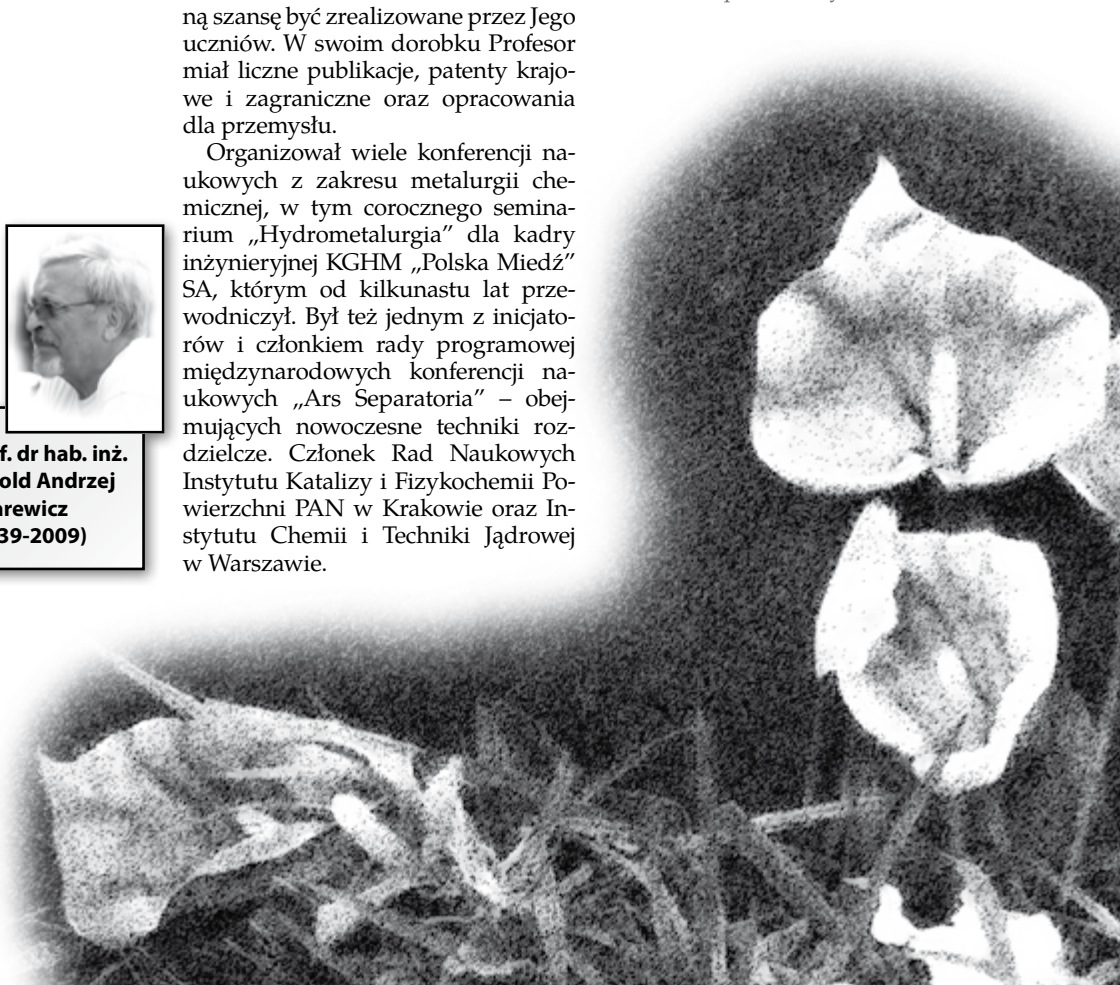 ną szansę być zrealizowane przez Jego
uczniów. W swoim dorobku Profesor
miał liczne publikacje, patenty krajo-
we i zagraniczne oraz opracowania
dla przemysłu.
Organizował wiele konferencji na-
ukowych z zakresu metalurgii che-
micznej, w tym corocznego semina-
rium „Hydrometalurgia” dla kadry
inżynieryjnej KGHM „Polska Miedź”
SA, którym od kilkunastu lat prze-
wodniczył. Był też jednym z inicjato-
rów i członkiem rady programowej
międzynarodowych konferencji na-
ukowych „Ars Separatoria” – obej-
mujących nowoczesne techniki roz-
dzielcze. Członek Rad Naukowych
Instytutu Katalizy i Fizykochemii Po-
wierzchni PAN w Krakowie oraz In-
stytutu Chemii i Techniki Jądrowej
w Warszawie.
f. dr hab. inż.
old Andrzej
arewicz
39-2009)